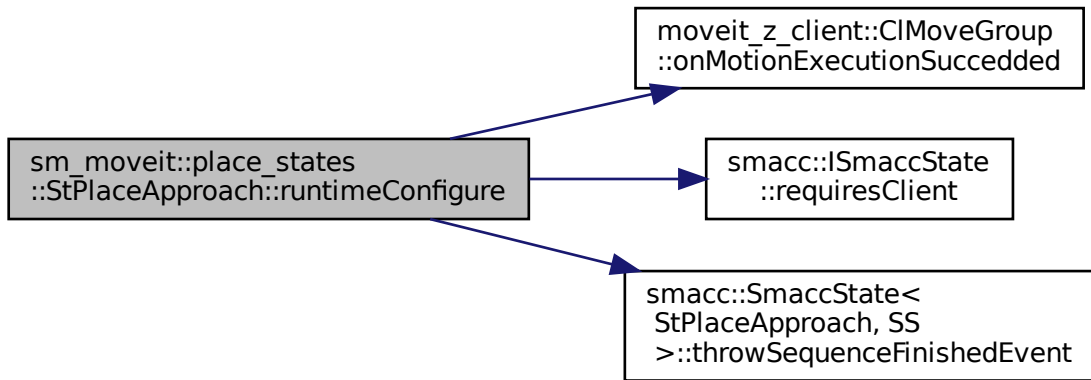 sm_moveit::place_states
::StPlaceApproach::runtimeConfigure
moveit_z_client::ClMoveGroup
::onMotionExecutionSuccedded
smacc::ISmaccState
::requiresClient
smacc::SmaccState<
StPlaceApproach, SS
>::throwSequenceFinishedEvent